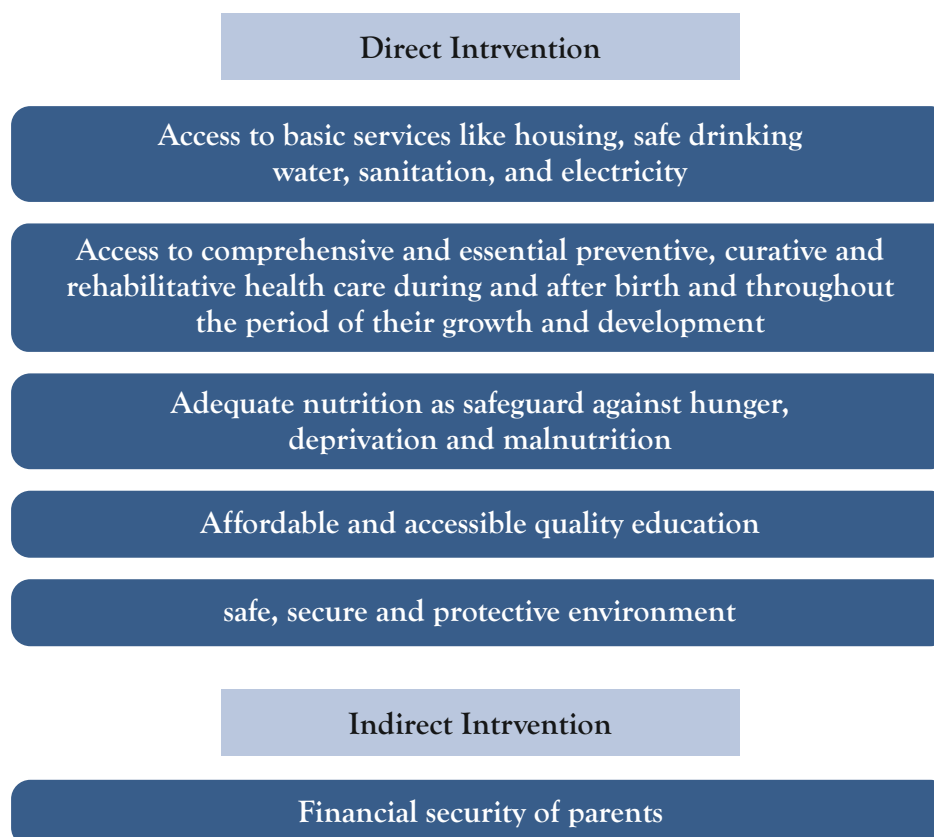 Direct Intrvention
Access to basic services like housing, safe drinking
water, sanitation, and electricity
Access to comprehensive and essential preventive, curative and
rehabilitative health care during and after birth and throughout
the period of their growth and development
Adequate nutrition as safeguard against hunger,
deprivation and malnutrition
Affordable and accessible quality education
safe, secure and protective environment
Indirect Intrvention
Financial security of parents